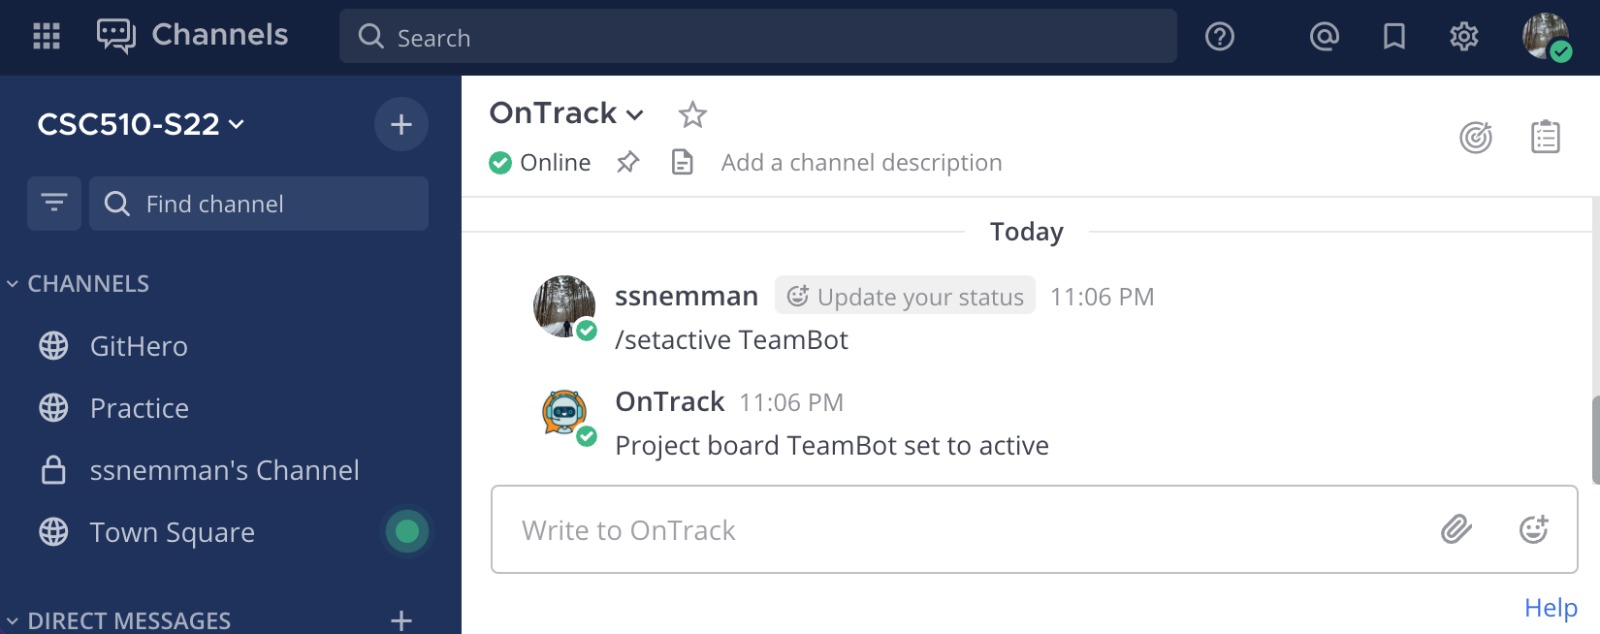 Channels
Search
CSC510-S22
Find channel
CHANNELS
GitHero
Practice
ssnemman's Channel
Town Square
DIRECT MESSAGES
OnTrack
Online
Add a channel description
Today
ssnemman Update your status 11:06 PM
/setactive TeamBot
OnTrack 11:06 PM
Project board TeamBot set to active
Write to OnTrack
Help